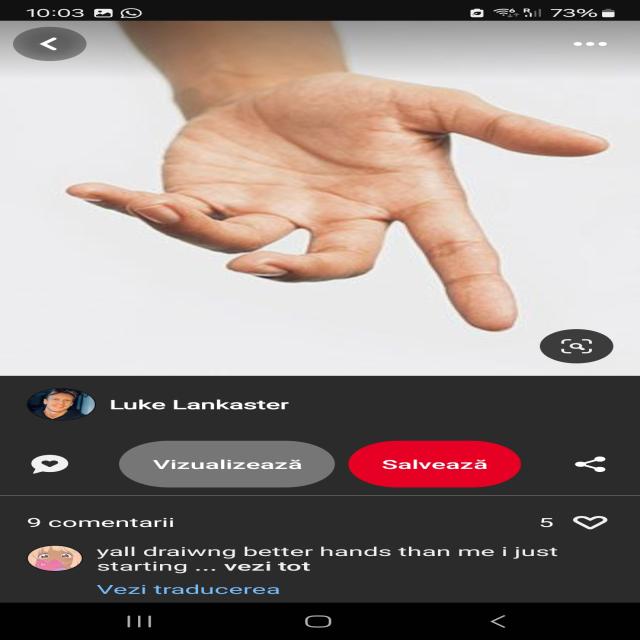 10:03 73%
Luke Lankaster
Vizualizează Salvează
9 comentarii 5
yall draiwng better hands than me i just
starting ... vezi tot
Vezi traducerea